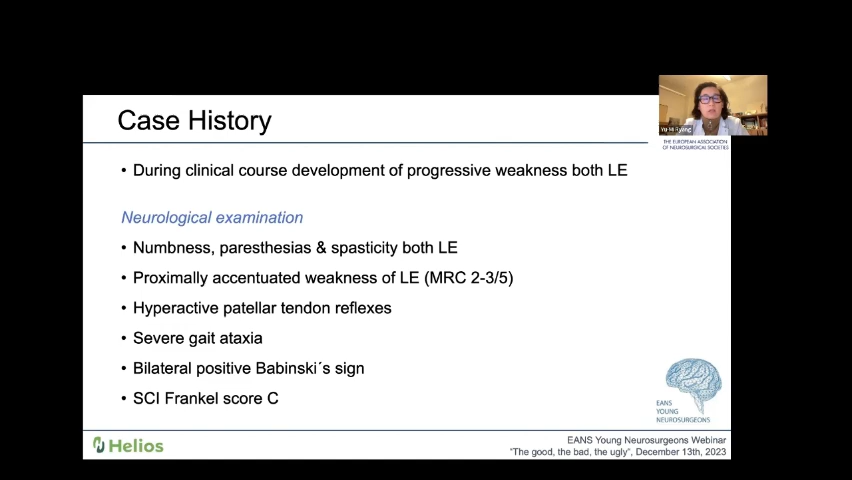 Case History
Yu-Mi Ryang
THE EUROPEAN ASSOCIATION
OF NEUROSURGICAL SOCIETIES
• During clinical course development of progressive weakness both LE
Neurological examination
• Numbness, paresthesias & spasticity both LE
• Proximally accentuated weakness of LE (MRC 2-3/5)
• Hyperactive patellar tendon reflexes
• Severe gait ataxia
• Bilateral positive Babinski´s sign
• SCI Frankel score C
EANS
YOUNG
NEUROSURGEONS
Helios
EANS Young Neurosurgeons Webinar
"The good, the bad, the ugly", December 13th, 2023